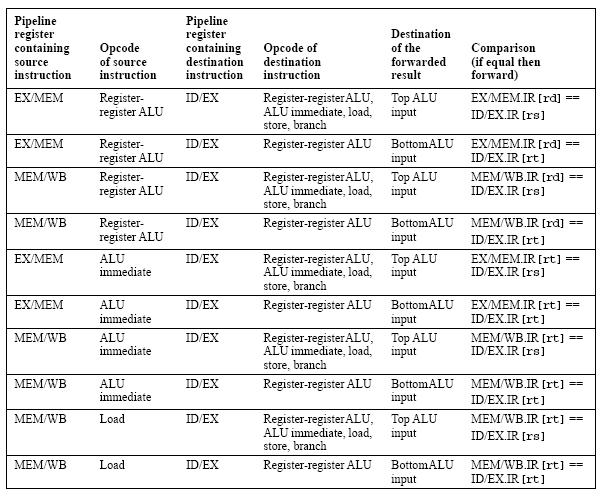 Pipeline register containing source instruction | Opcode of source instruction | Pipeline register containing destination instruction | Opcode of destination instruction | Destination of the forwarded result | Comparison (if equal then forward)
EX/MEM | Register-register ALU | ID/EX | Register-registerALU, ALU immediate, load, store, branch | Top ALU input | EX/MEM.IR[rd] == ID/EX.IR[rs]
EX/MEM | Register-register ALU | ID/EX | Register-register ALU | BottomALU input | EX/MEM.IR[rd] == ID/EX.IR[rt]
MEM/WB | Register-register ALU | ID/EX | Register-registerALU, ALU immediate, load, store, branch | Top ALU input | MEM/WB.IR[rd] == ID/EX.IR[rs]
MEM/WB | Register-register ALU | ID/EX | Register-register ALU | BottomALU input | MEM/WB.IR[rd] == ID/EX.IR[rt]
EX/MEM | ALU immediate | ID/EX | Register-registerALU, ALU immediate, load, store, branch | Top ALU input | EX/MEM.IR[rt] == ID/EX.IR[rs]
EX/MEM | ALU immediate | ID/EX | Register-register ALU | BottomALU input | EX/MEM.IR[rt] == ID/EX.IR[rt]
MEM/WB | ALU immediate | ID/EX | Register-registerALU, ALU immediate, load, store, branch | Top ALU input | MEM/WB.IR[rt] == ID/EX.IR[rs]
MEM/WB | ALU immediate | ID/EX | Register-register ALU | BottomALU input | MEM/WB.IR[rt] == ID/EX.IR[rt]
MEM/WB | Load | ID/EX | Register-registerALU, ALU immediate, load, store, branch | Top ALU input | MEM/WB.IR[rt] == ID/EX.IR[rs]
MEM/WB | Load | ID/EX | Register-register ALU | BottomALU input | MEM/WB.IR[rt] == ID/EX.IR[rt]